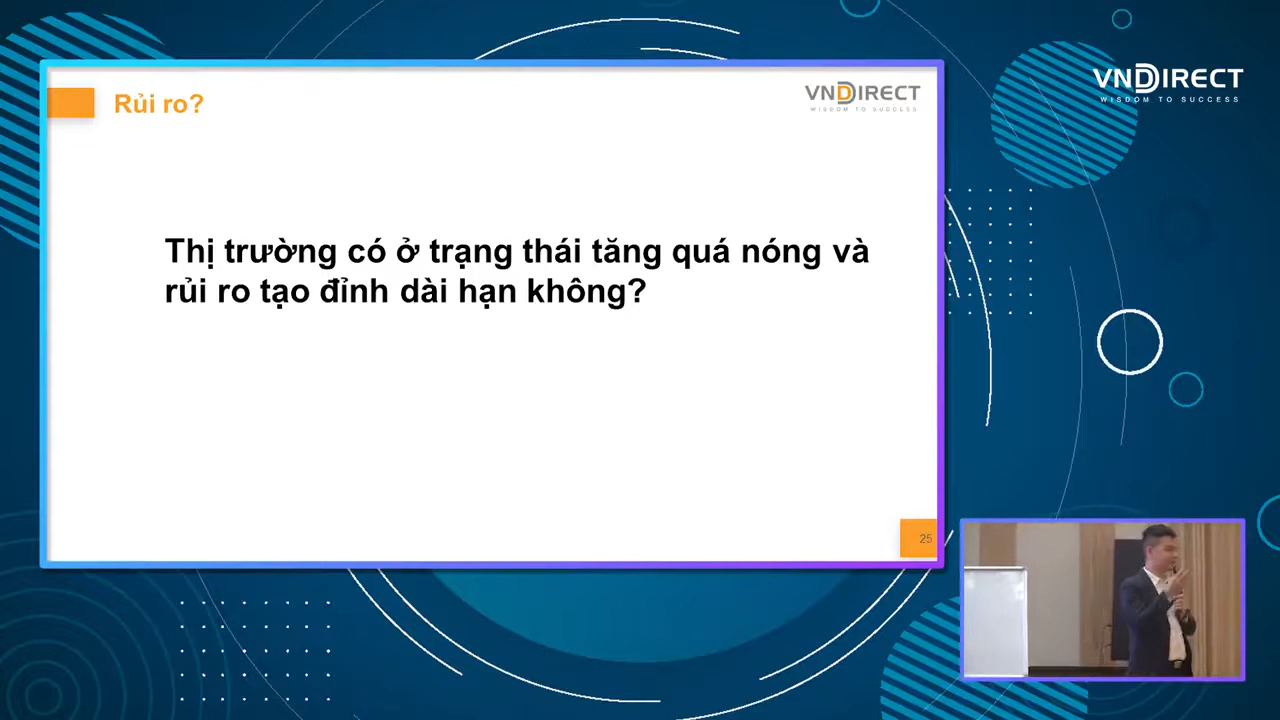 Rủi ro?
VNDIRECT
WISDOM TO SUCCESS
VNDIRECT
WISDOM TO SUCCESS
Thị trường có ở trạng thái tăng quá nóng và
rủi ro tạo đỉnh dài hạn không?
25